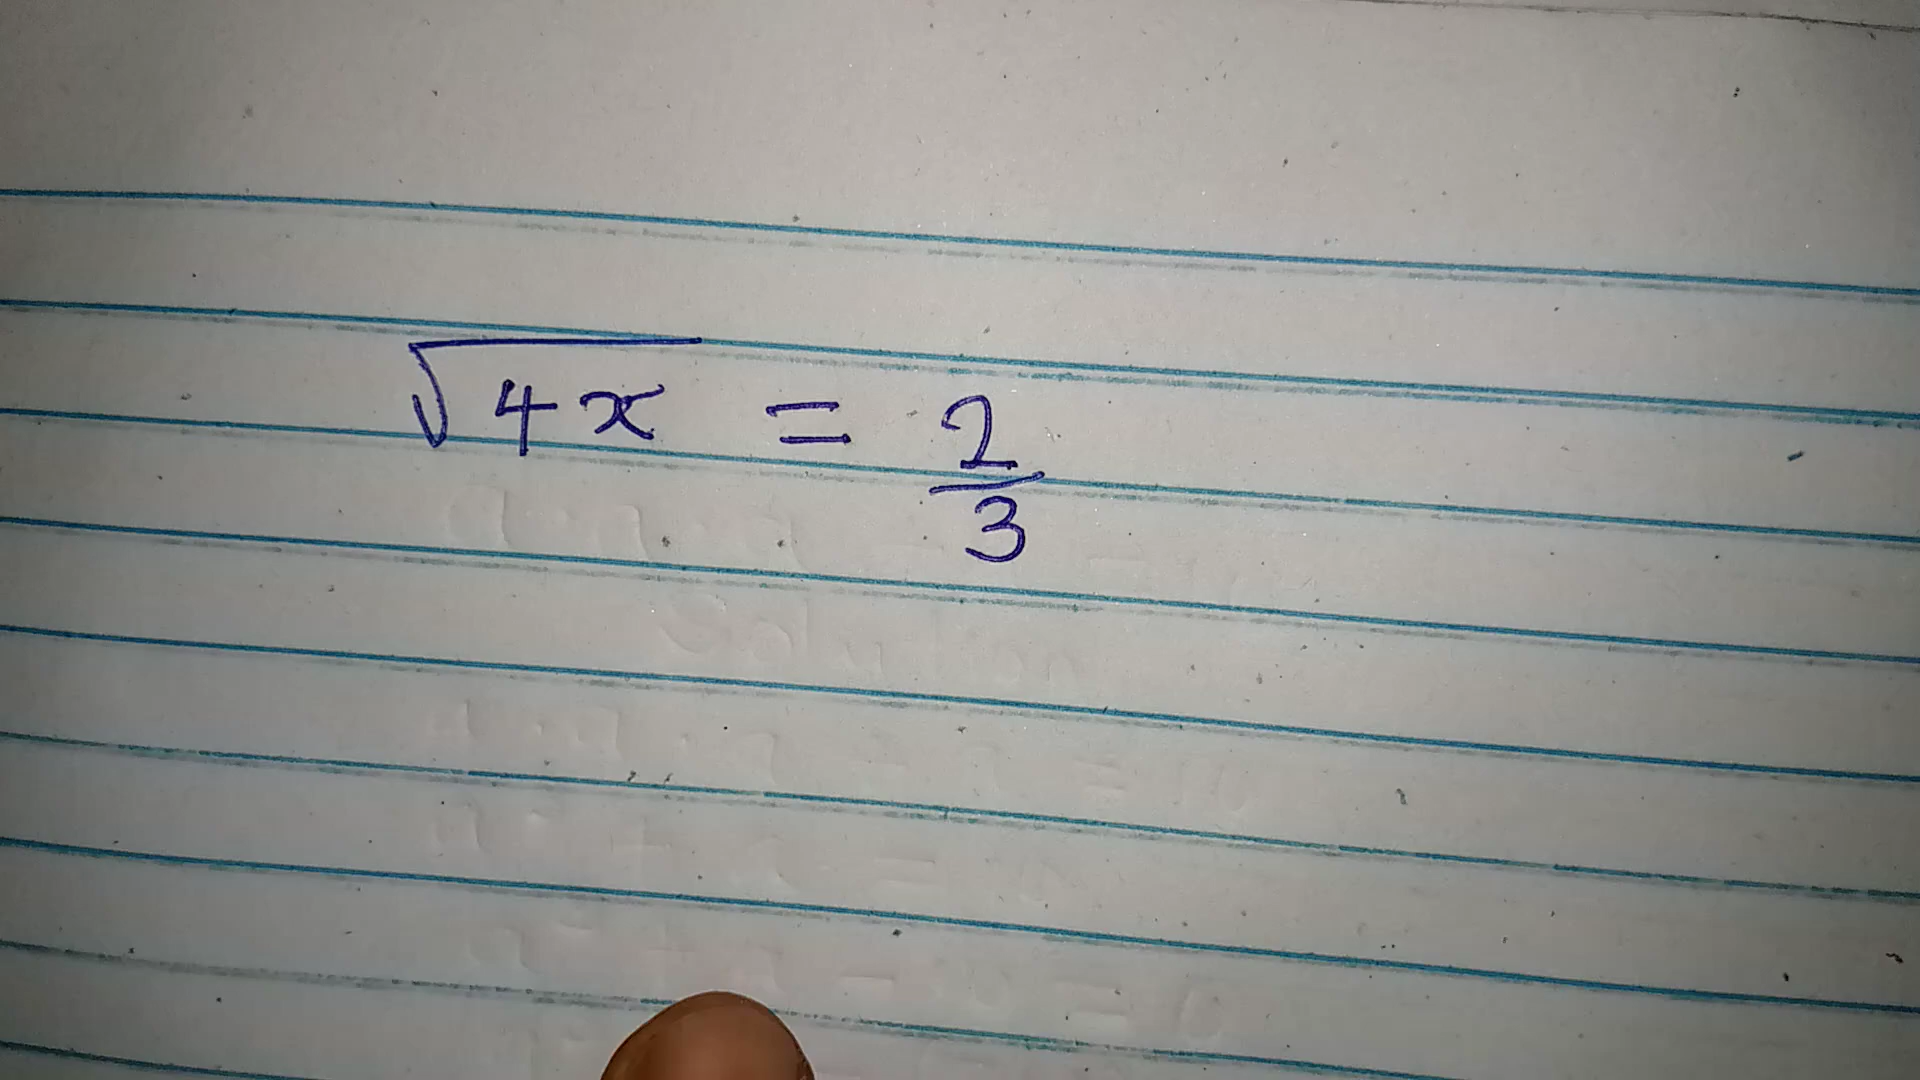 √4x = 2/3